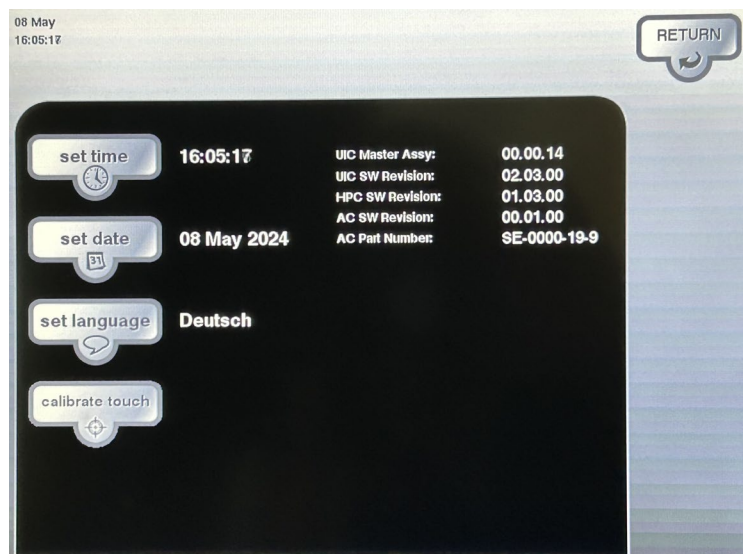 08 May
16:05:17
RETURN
set time
16:05:17
UIC Master Assy: 00.00.14
UIC SW Revision: 02.03.00
HPC SW Revision: 01.03.00
AC SW Revision: 00.01.00
AC Part Number: SE-0000-19-9
set date
31
08 May 2024
set language
Deutsch
calibrate touch